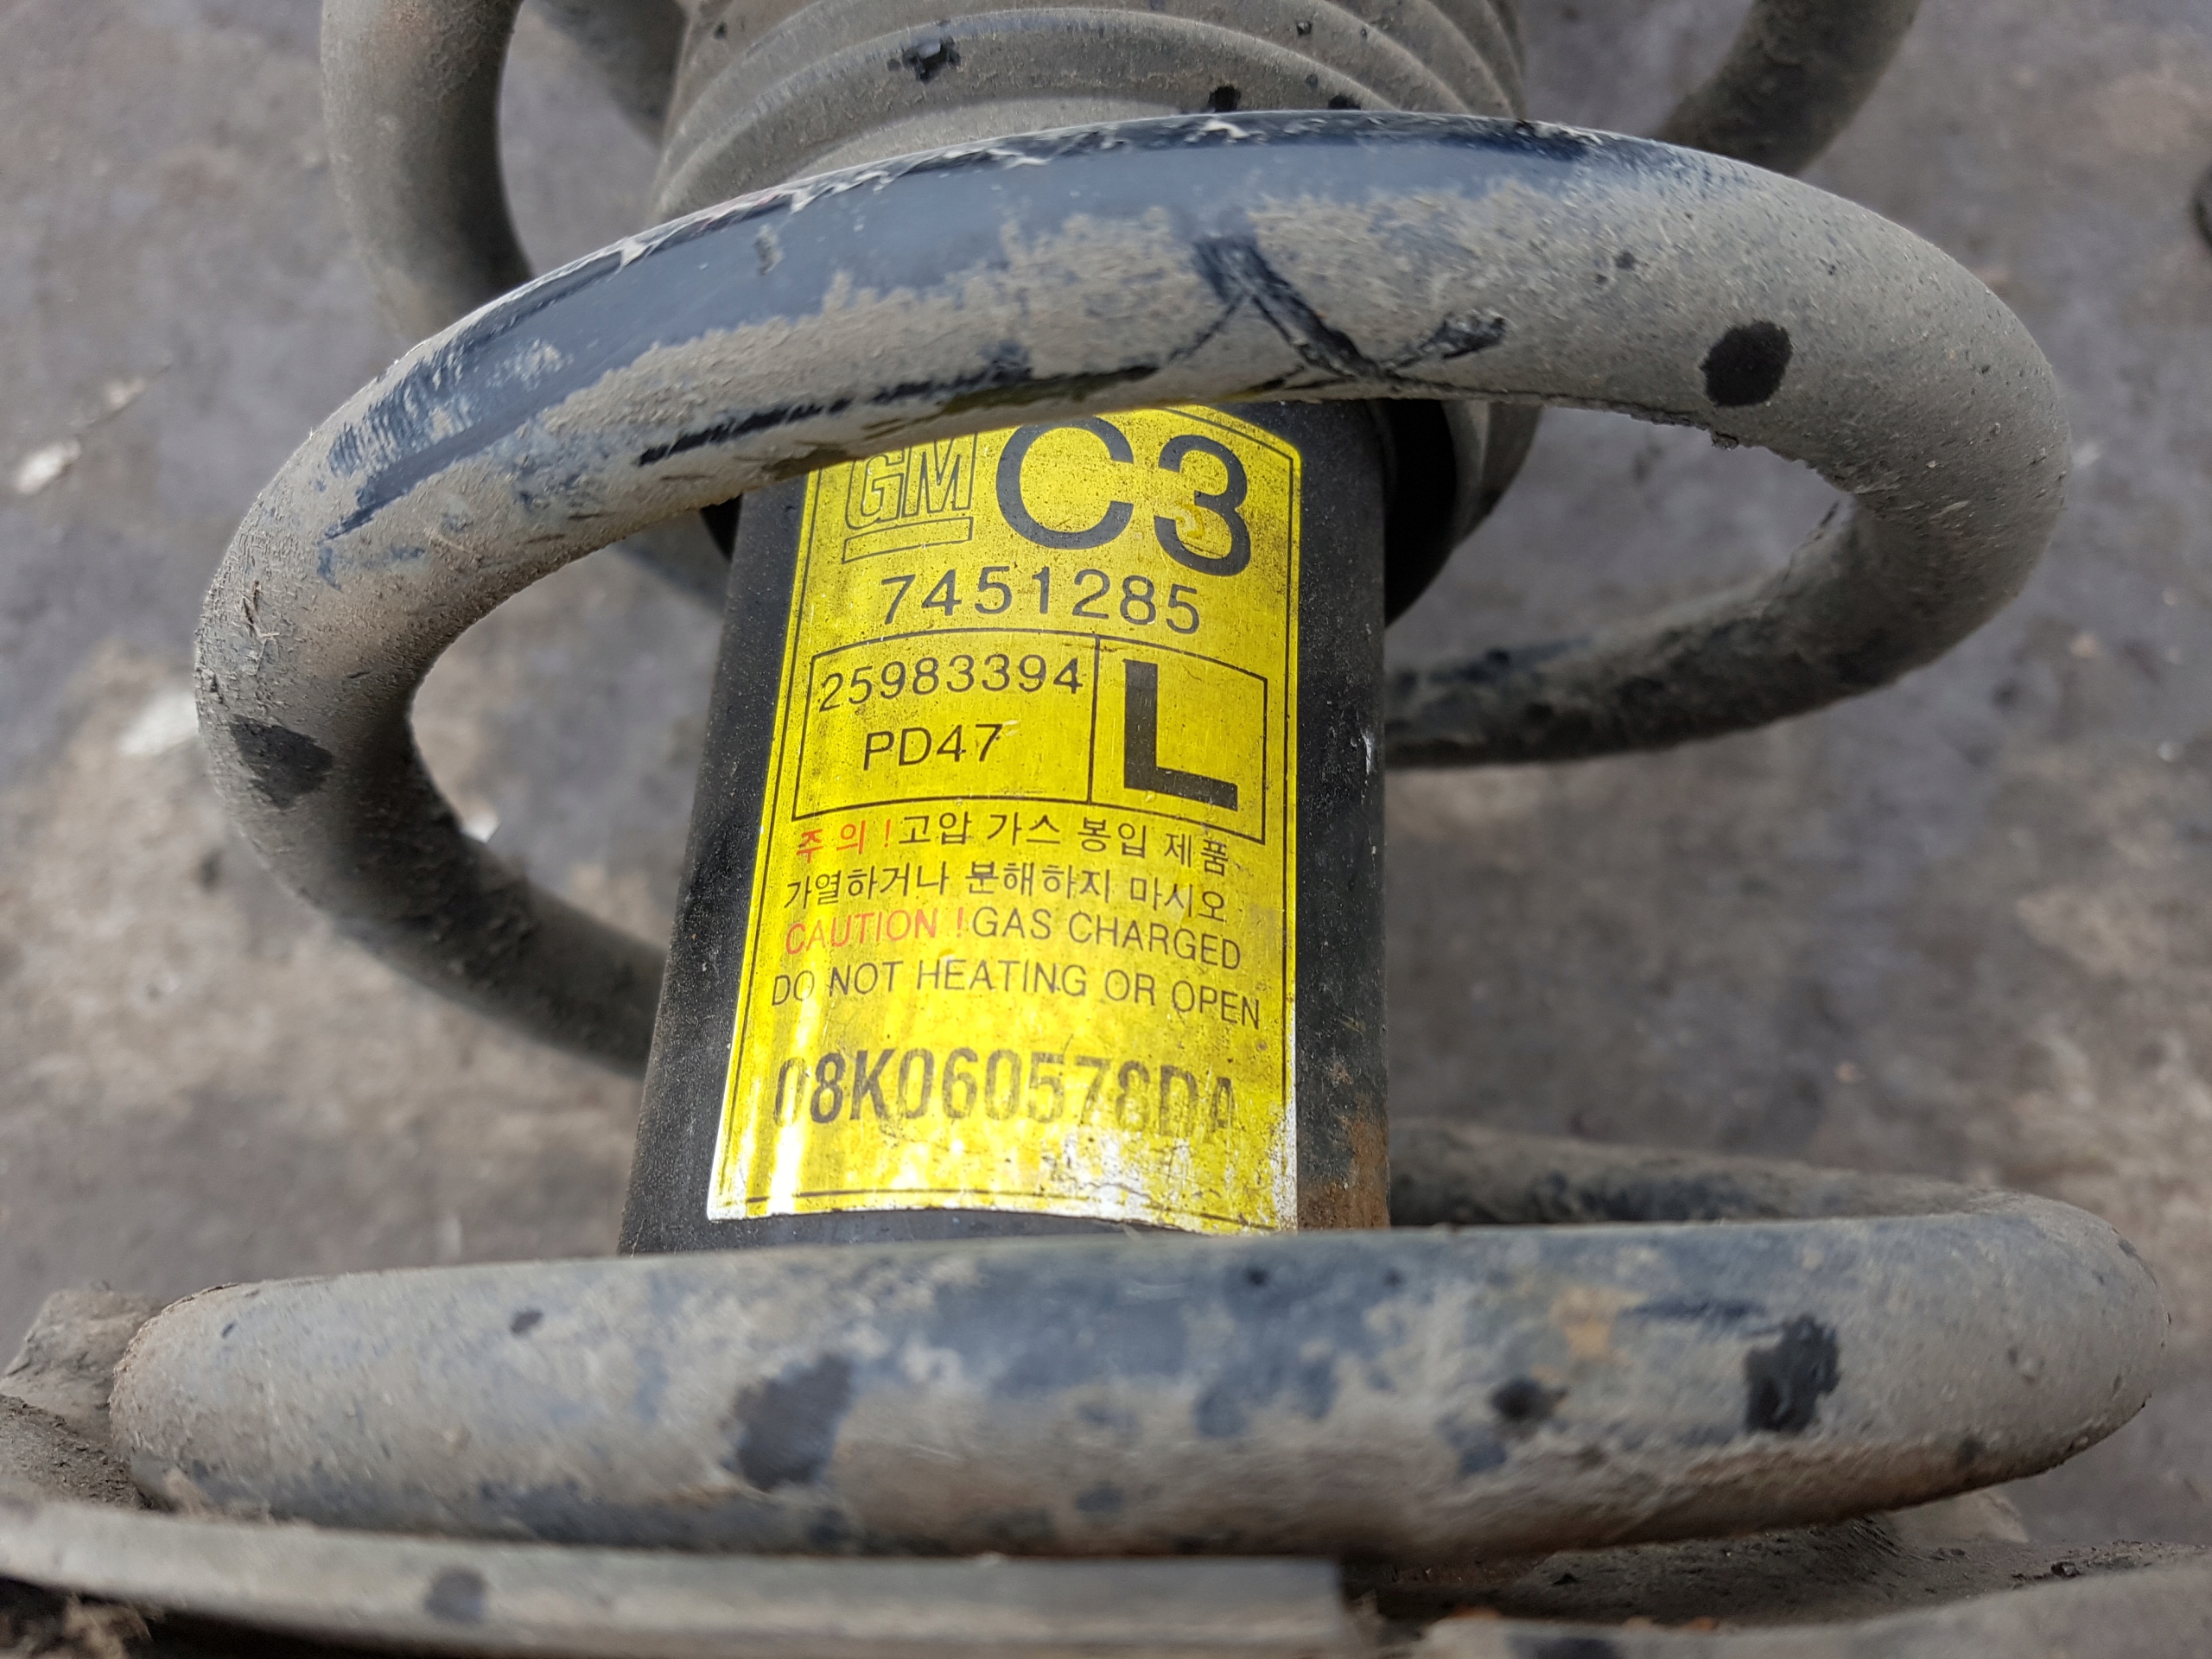 GM C3
7451285
25983394 L
PD47
주 의 ! 고압 가스 봉입 제품
가열하거나 분해하지 마시오
CAUTION ! GAS CHARGED
DO NOT HEATING OR OPEN
08K060578DA